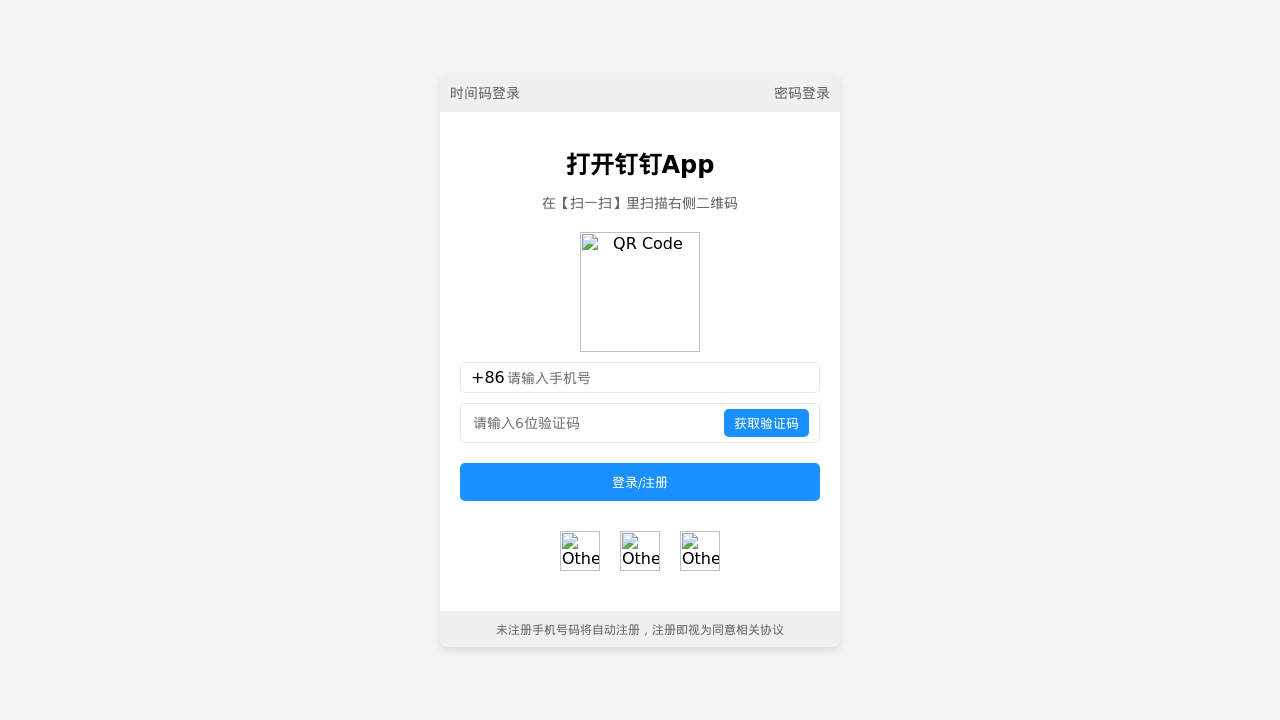 时间码登录
密码登录
打开钉钉App
在【扫一扫】里扫描右侧二维码
QR Code
+86 请输入手机号
请输入6位验证码
获取验证码
登录/注册
Othe
Othe
Othe
未注册手机号码将自动注册，注册即视为同意相关协议